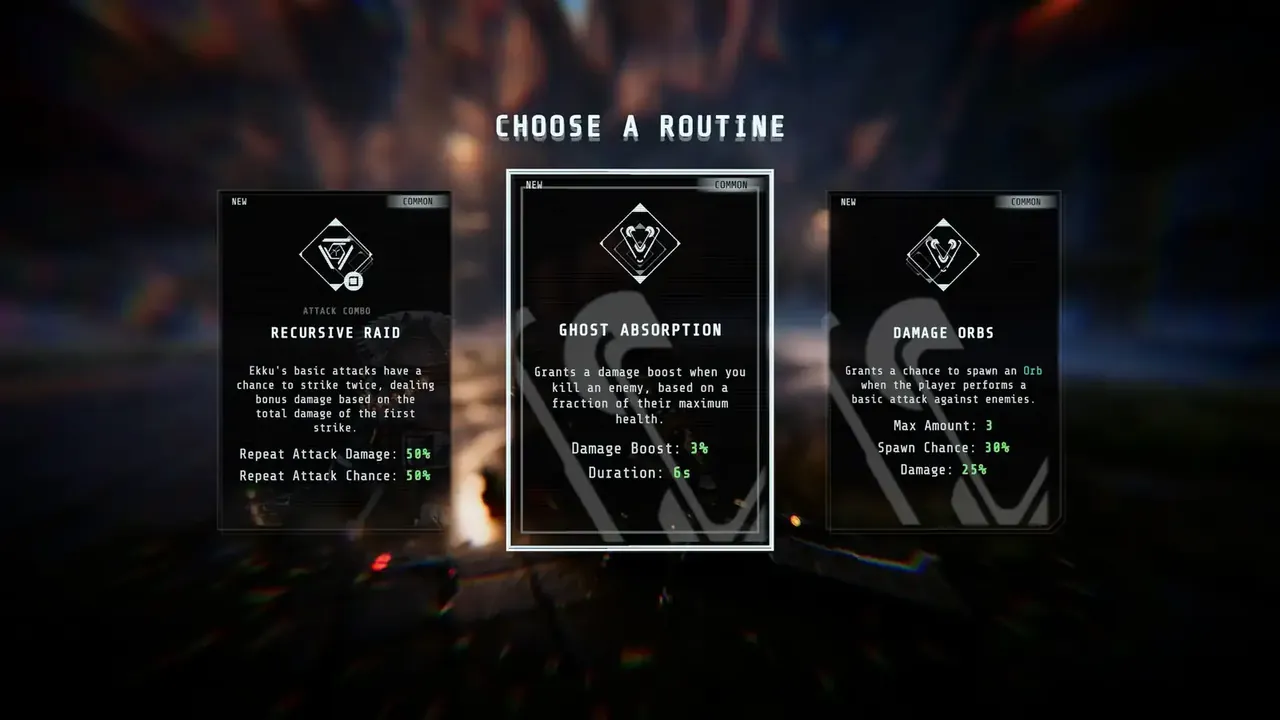 CHOOSE A ROUTINE
NEW
COMMON
ATTACK COMBO
RECURSIVE RAID
Ekku's basic attacks have a
chance to strike twice, dealing
bonus damage based on the
total damage of the first
strike.
Repeat Attack Damage: 50%
Repeat Attack Chance: 50%
NEW
COMMON
GHOST ABSORPTION
Grants a damage boost when you
kill an enemy, based on a
fraction of their maximum
health.
Damage Boost: 3%
Duration: 6s
NEW
COMMON
DAMAGE ORBS
Grants a chance to spawn an Orb
when the player performs a
basic attack against enemies.
Max Amount: 3
Spawn Chance: 30%
Damage: 25%